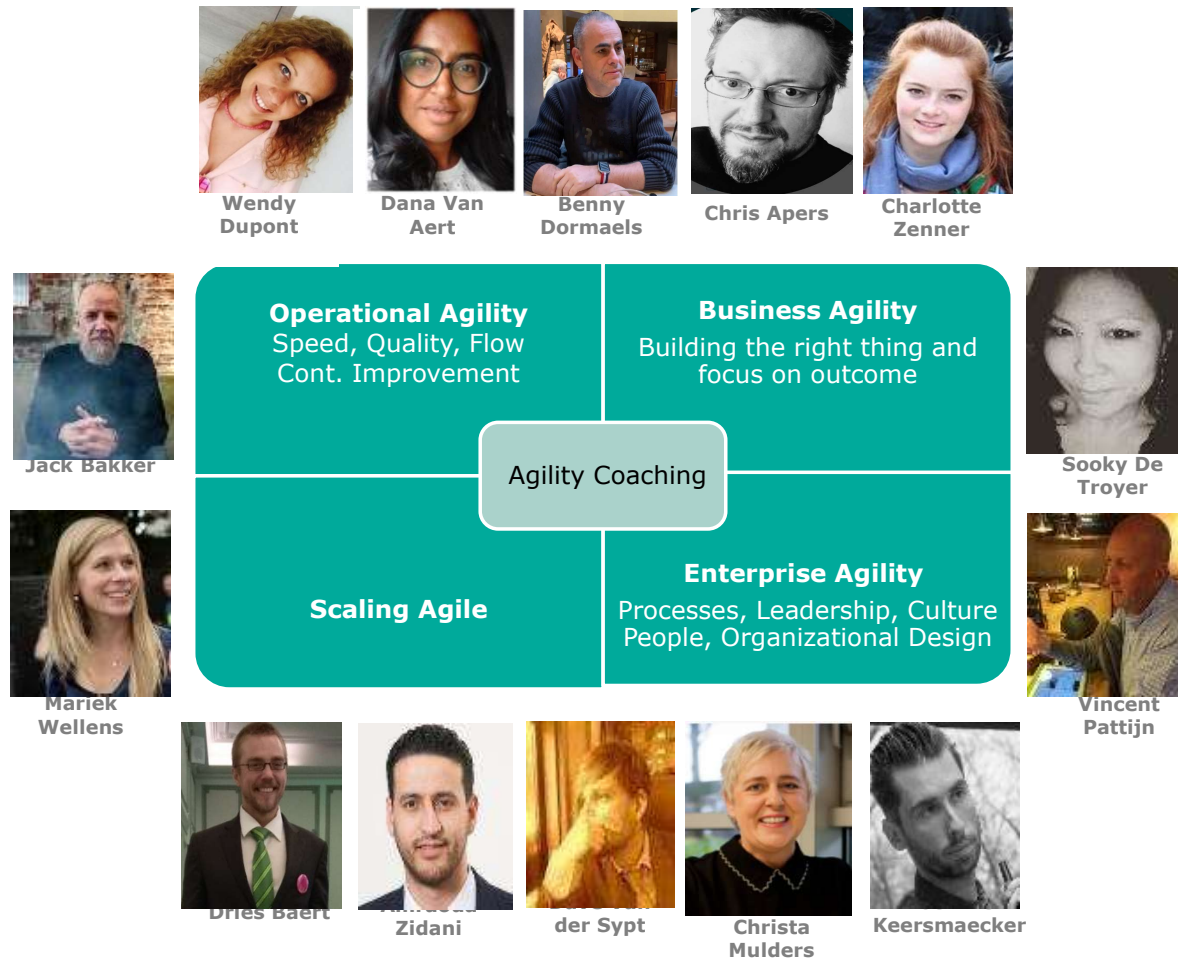 Wendy
Dupont
Dana Van
Aert
Benny
Dormaels
Chris Apers
Charlotte
Zenner
Operational Agility
Speed, Quality, Flow
Cont. Improvement
Business Agility
Building the right thing and
focus on outcome
Jack Bakker
Sooky De
Troyer
Agility Coaching
Scaling Agile
Enterprise Agility
Processes, Leadership, Culture
People, Organizational Design
Mariek
Wellens
Vincent
Pattijn
Dries Baert
Zidani
der Sypt
Christa
Mulders
Keersmaecker